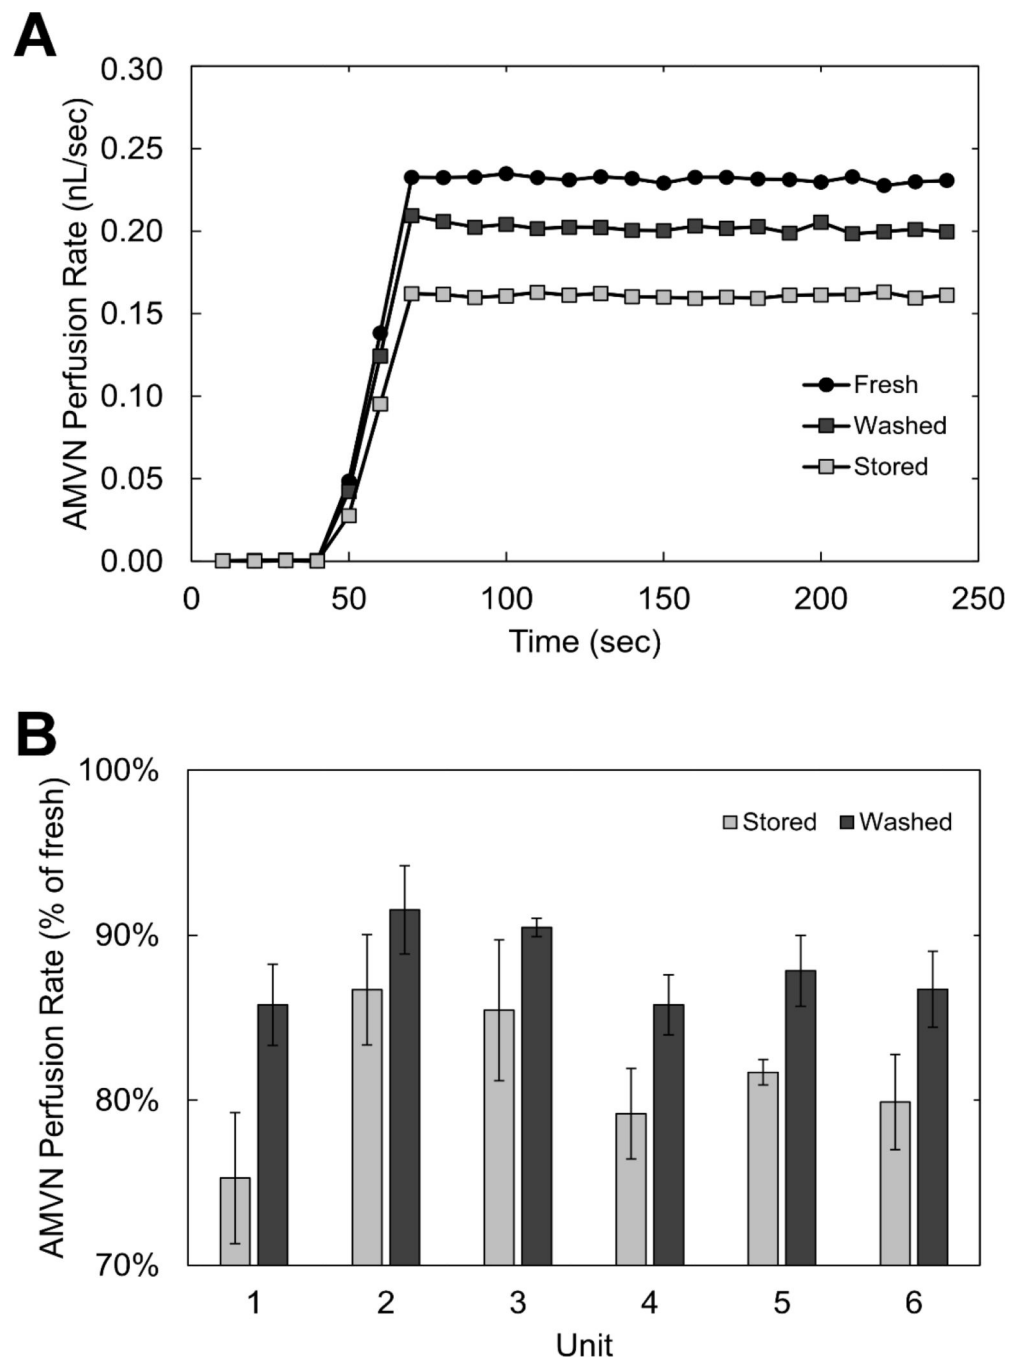 A
AMVN Perfusion Rate (nL/sec)
0.30
0.25
0.20
0.15
0.10
0.05
0.00
Fresh
Washed
Stored
0 50 100 150 200 250
Time (sec)
B
AMVN Perfusion Rate (% of fresh)
100%
90%
80%
70%
Stored Washed
1 2 3 4 5 6
Unit